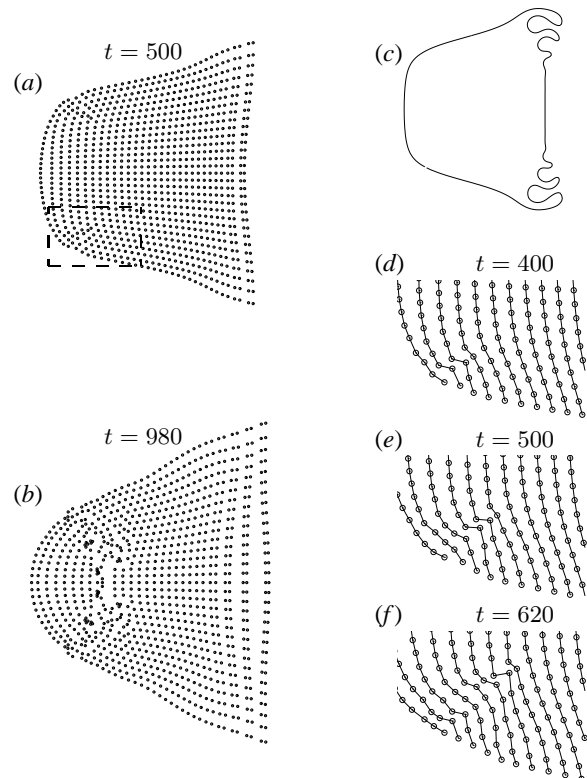 t = 500
(a)
(c)
(d) t = 400
t = 980
(b)
(e) t = 500
(f) t = 620